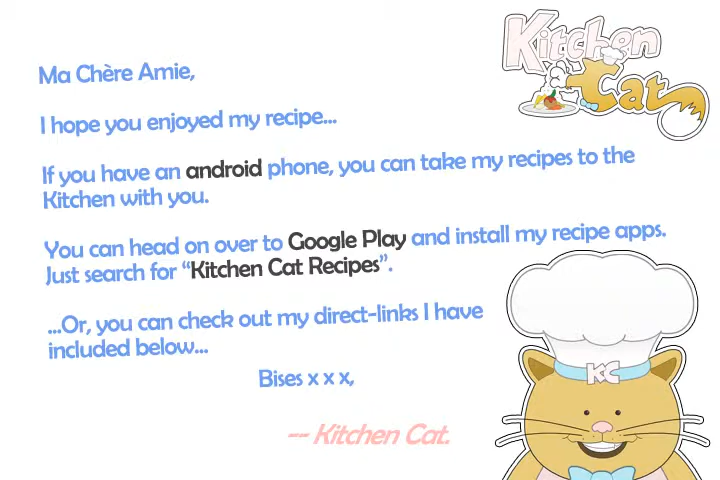 Kitchen
Cat
Ma Chère Amie,
I hope you enjoyed my recipe...
If you have an android phone, you can take my recipes to the
Kitchen with you.
You can head on over to Google Play and install my recipe apps.
Just search for “Kitchen Cat Recipes”.
...Or, you can check out my direct-links I have
included below...
Bises x x x,
-- Kitchen Cat.
KC